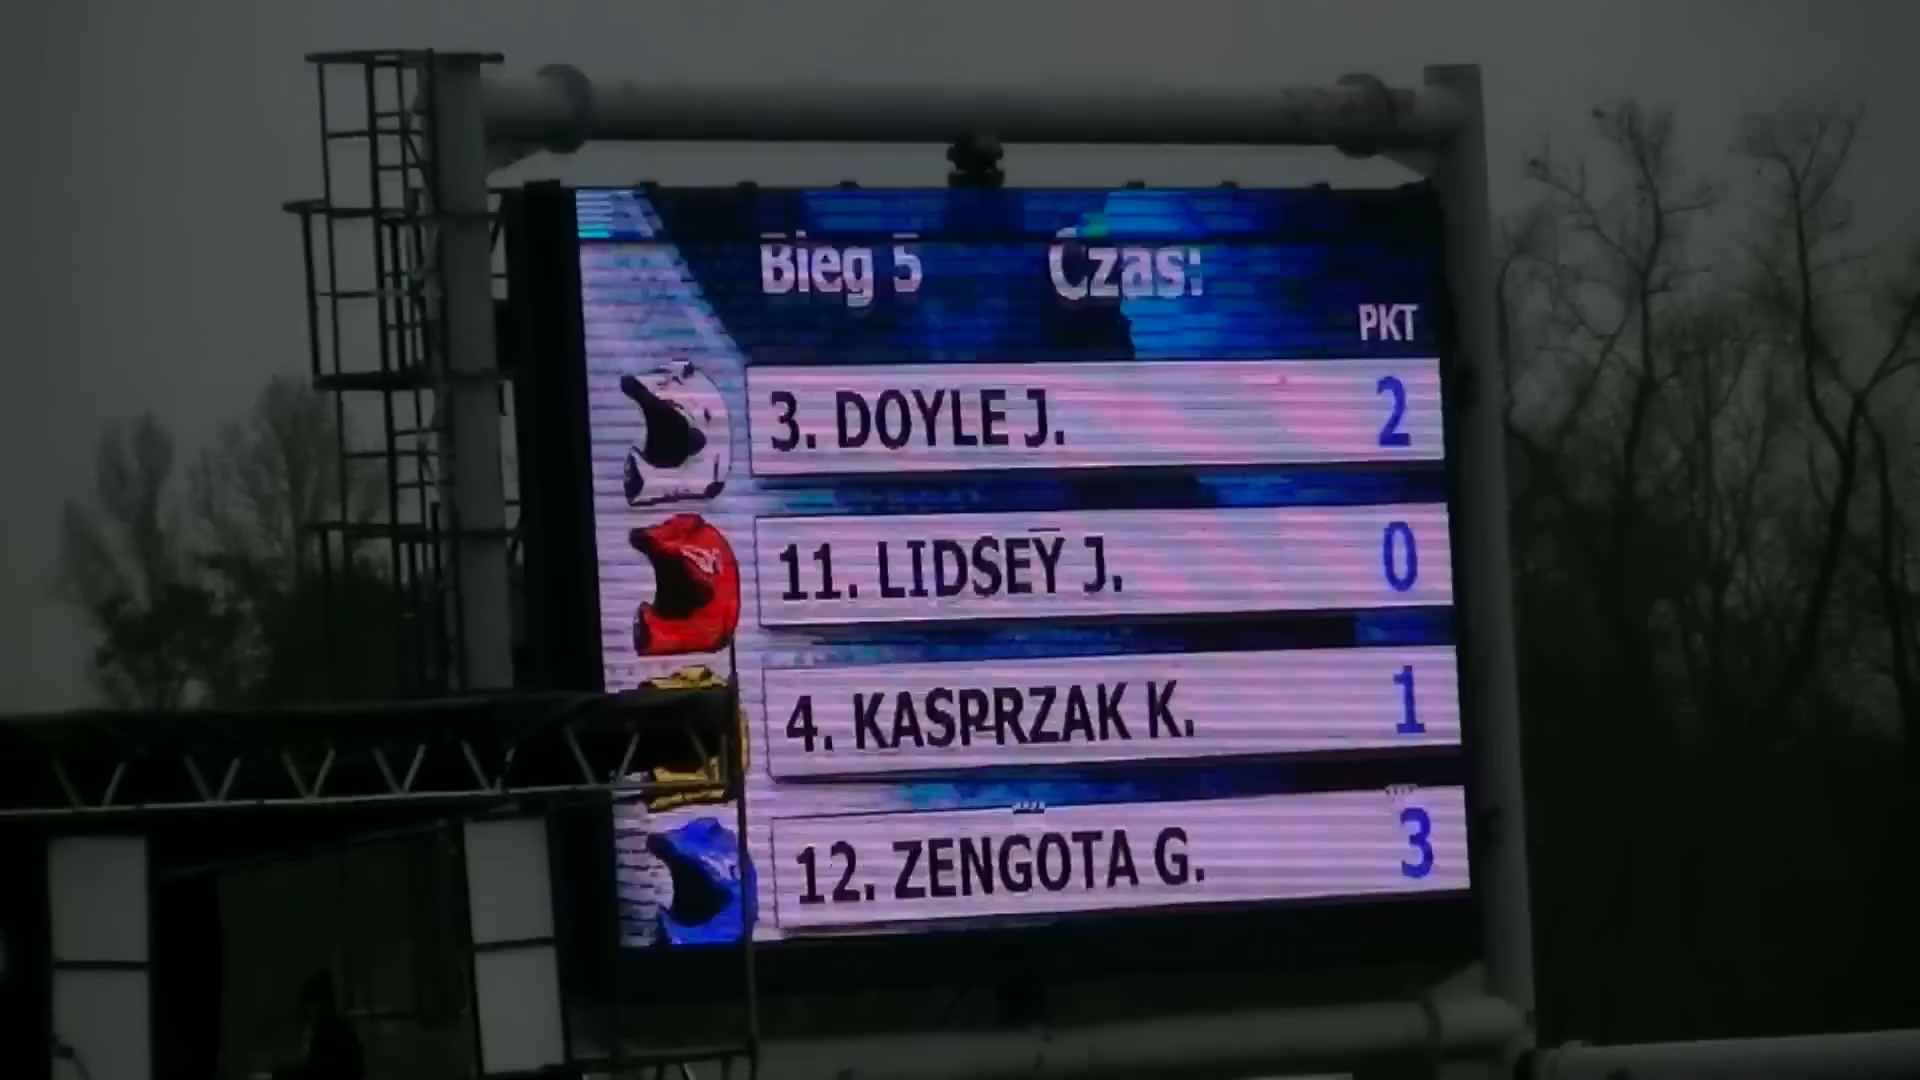 Bieg 5 Czas:
PKT
3. DOYLE J. 2
11. LIDSEY J. 0
4. KASPRZAK K. 1
12. ZENGOTA G. 3